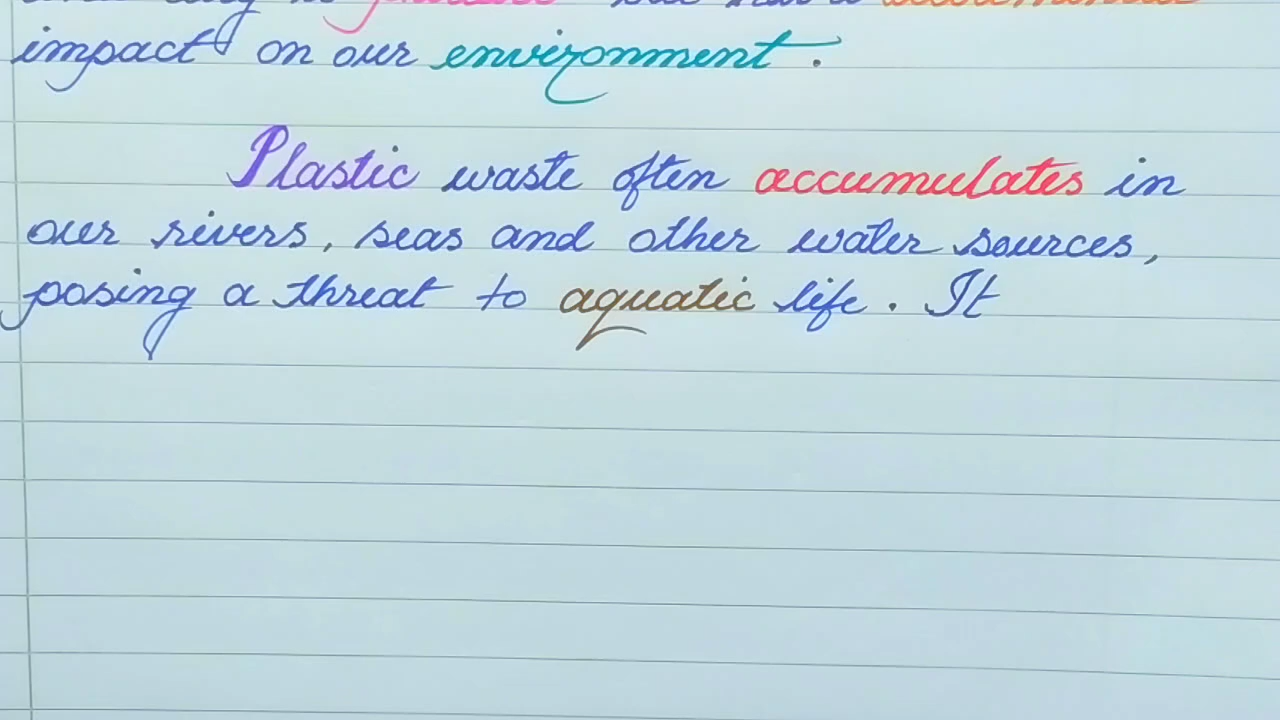 impact on our environment.
Plastic waste often accumulates in
our rivers, seas and other water sources,
posing a threat to aquatic life. It